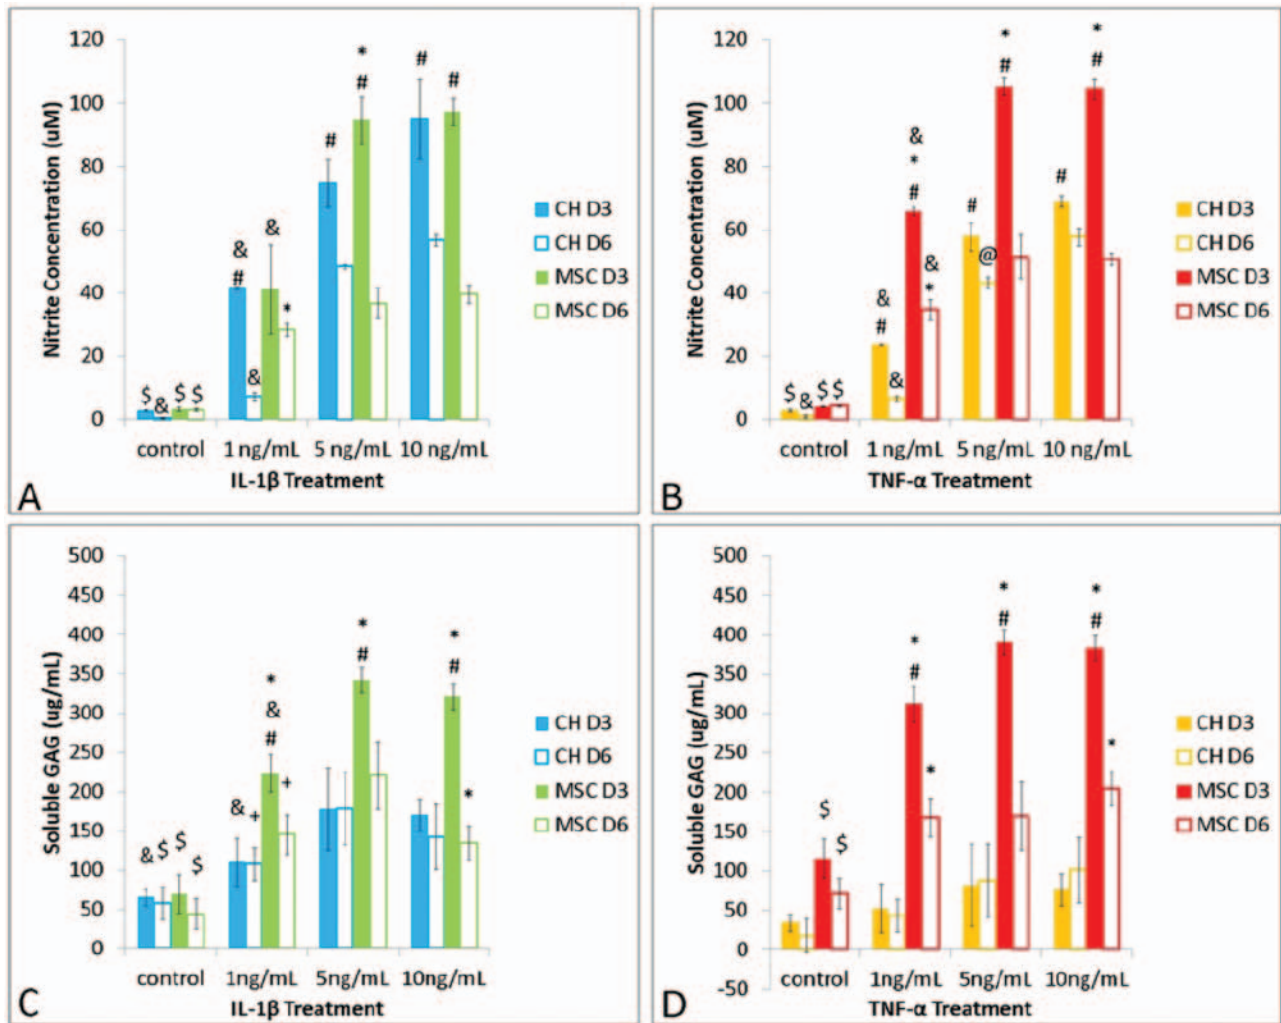 120
100
80
60
40
20
0
Nitrite Concentration (uM)
$ & $ $
& # & & *
# * #
# #
control 1 ng/mL 5 ng/mL 10 ng/mL
IL-1β Treatment
CH D3
CH D6
MSC D3
MSC D6
A
120
100
80
60
40
20
0
Nitrite Concentration (uM)
$ & $ $
& # & & * # & *
# @ * #
# * #
control 1 ng/mL 5 ng/mL 10 ng/mL
TNF-α Treatment
CH D3
CH D6
MSC D3
MSC D6
B
500
450
400
350
300
250
200
150
100
50
0
Soluble GAG (ug/mL)
& $ $ $
& + * & # +
* #
* # *
control 1ng/mL 5ng/mL 10ng/mL
IL-1β Treatment
CH D3
CH D6
MSC D3
MSC D6
C
500
450
400
350
300
250
200
150
100
50
0
-50
Soluble GAG (ug/mL)
$ $
* # *
* #
* # *
control 1ng/mL 5ng/mL 10ng/mL
TNF-α Treatment
CH D3
CH D6
MSC D3
MSC D6
D